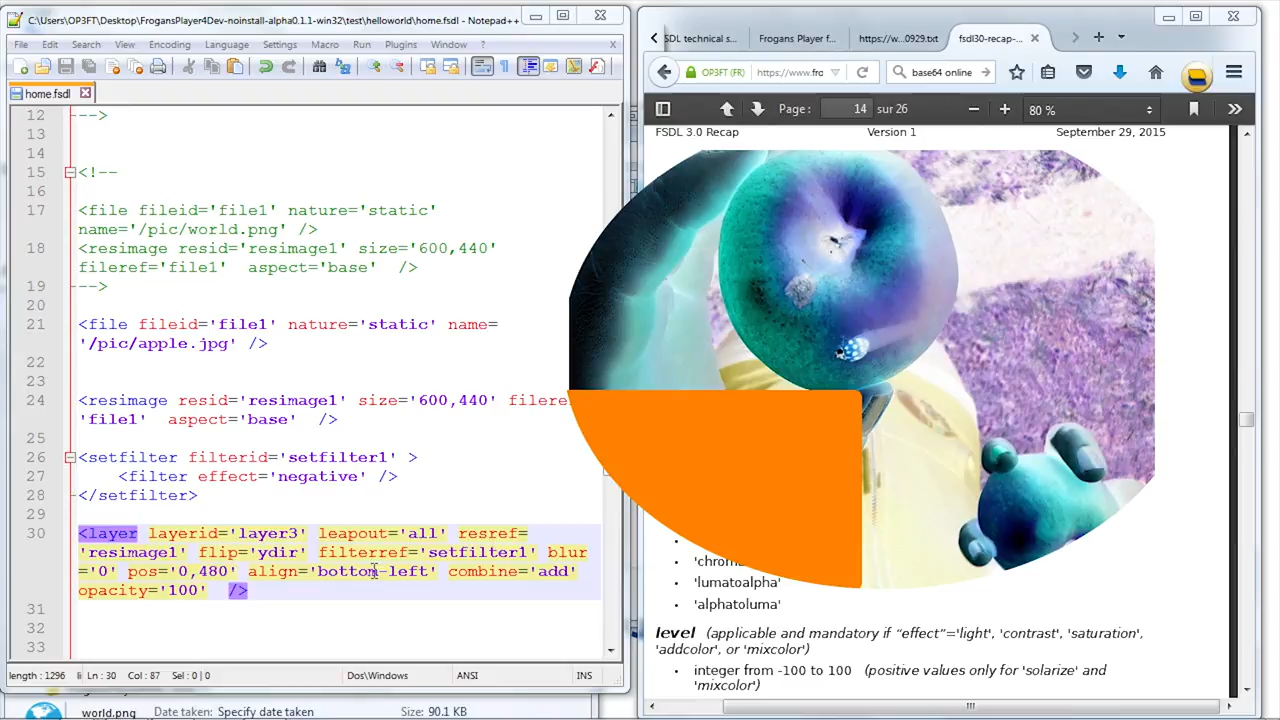 C:\Users\OP3FT\Desktop\FrogansPlayer4Dev-noinstall-alpha0.1.1-win32\test\helloworld\home.fsdl - Notepad++
File Edit Search View Encoding Language Settings Macro Run Plugins Window ? X
home.fsdl
12 -->
13
14
15 <!--
16
17 <file fileid='file1' nature='static'
name='/pic/world.png' />
18 <resimage resid='resimage1' size='600,440'
fileref='file1' aspect='base' />
19 -->
20
21 <file fileid='file1' nature='static' name=
'/pic/apple.jpg' />
22
23
24 <resimage resid='resimage1' size='600,440'
'file1' aspect='base' />
25
26 <setfilter filterid='setfilter1' >
27 <filter effect='negative' />
28 </setfilter>
29
30 <layer layerid='layer3' leapout='all' resref=
'resimage1' flip='ydir' filterref='setfilter1' blur
='0' pos='0,480' align='bottom-left' combine='add'
opacity='100' />
31
32
33
length : 1296 Ln : 30 Col : 87 Sel : 0 | 0 Dos\Windows ANSI INS
world.png Date taken: Specify date taken Size: 90.1 KB
SDL technical s... Frogans Player f... https://w...0929.txt fsdl30-recap-...
OP3FT (FR) https://www.fro base64 online
Page : 14 sur 26 80 %
FSDL 3.0 Recap Version 1 September 29, 2015
• 'lumatoalpha'
• 'alphatoluma'
level (applicable and mandatory if "effect"='light', 'contrast', 'saturation',
'addcolor', or 'mixcolor')
• integer from -100 to 100 (positive values only for 'solarize' and
'mixcolor')